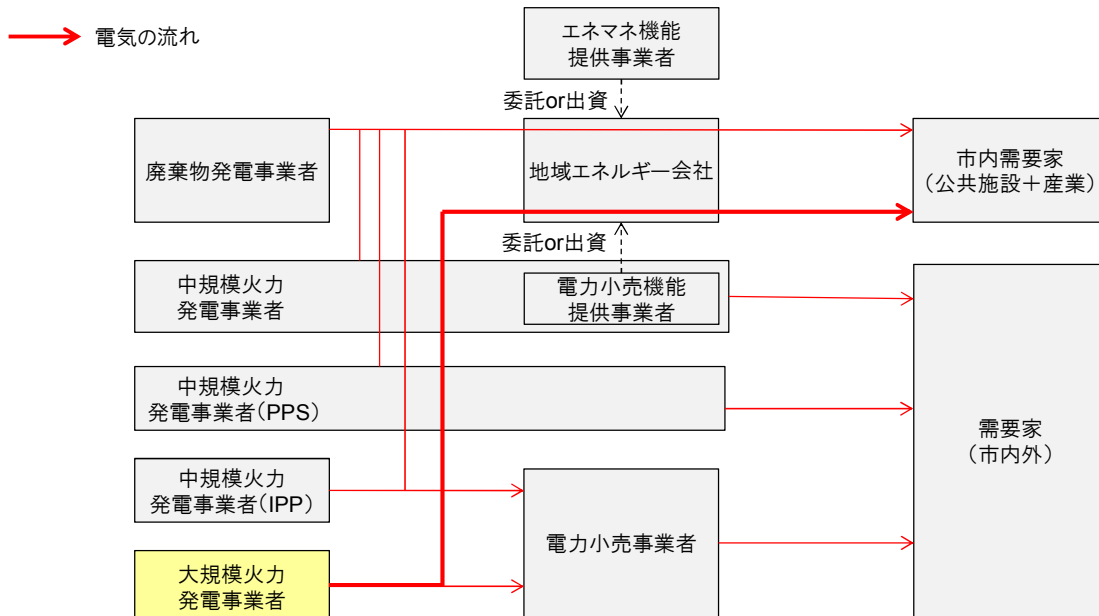 電気の流れ
エネマネ機能
提供事業者
委託or出資
廃棄物発電事業者
地域エネルギー会社
市内需要家
（公共施設＋産業）
委託or出資
中規模火力
発電事業者
電力小売機能
提供事業者
中規模火力
発電事業者（PPS）
需要家
（市内外）
中規模火力
発電事業者（IPP）
電力小売事業者
大規模火力
発電事業者